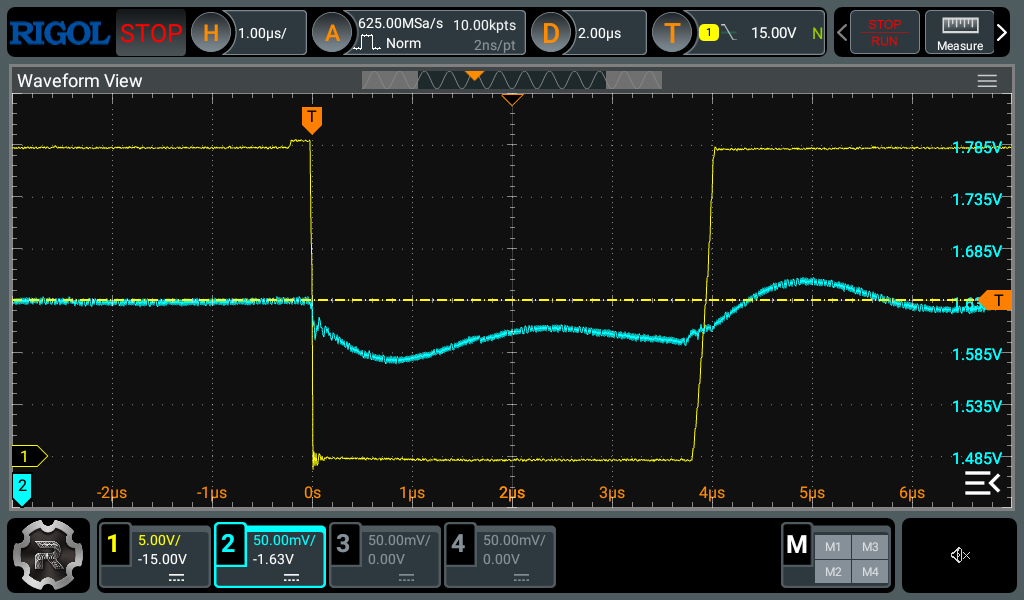 RIGOL STOP H 1.00μs/ A 625.00MSa/s 10.00kpts D 2.00μs T 1 15.00V N STOP Measure
Norm 2ns/pt RUN
Waveform View
T
1.785V
1.735V
1.685V
1.63
T
1.585V
1.535V
1 1.485V
2
-2μs -1μs 0s 1μs 2μs 3μs 4μs 5μs 6μs
1 5.00V/ 2 50.00mV/ 3 50.00mV/ 4 50.00mV/ M M1 M3
-15.00V -1.63V 0.00V 0.00V M2 M4